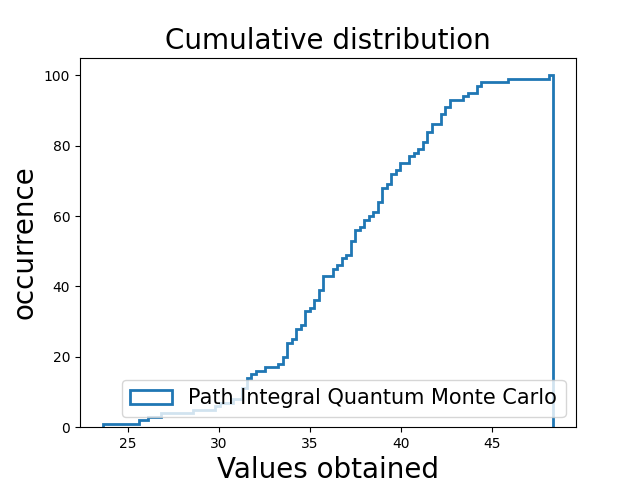 Cumulative distribution
occurrence
100
80
60
40
20
0
Path Integral Quantum Monte Carlo
25 30 35 40 45
Values obtained